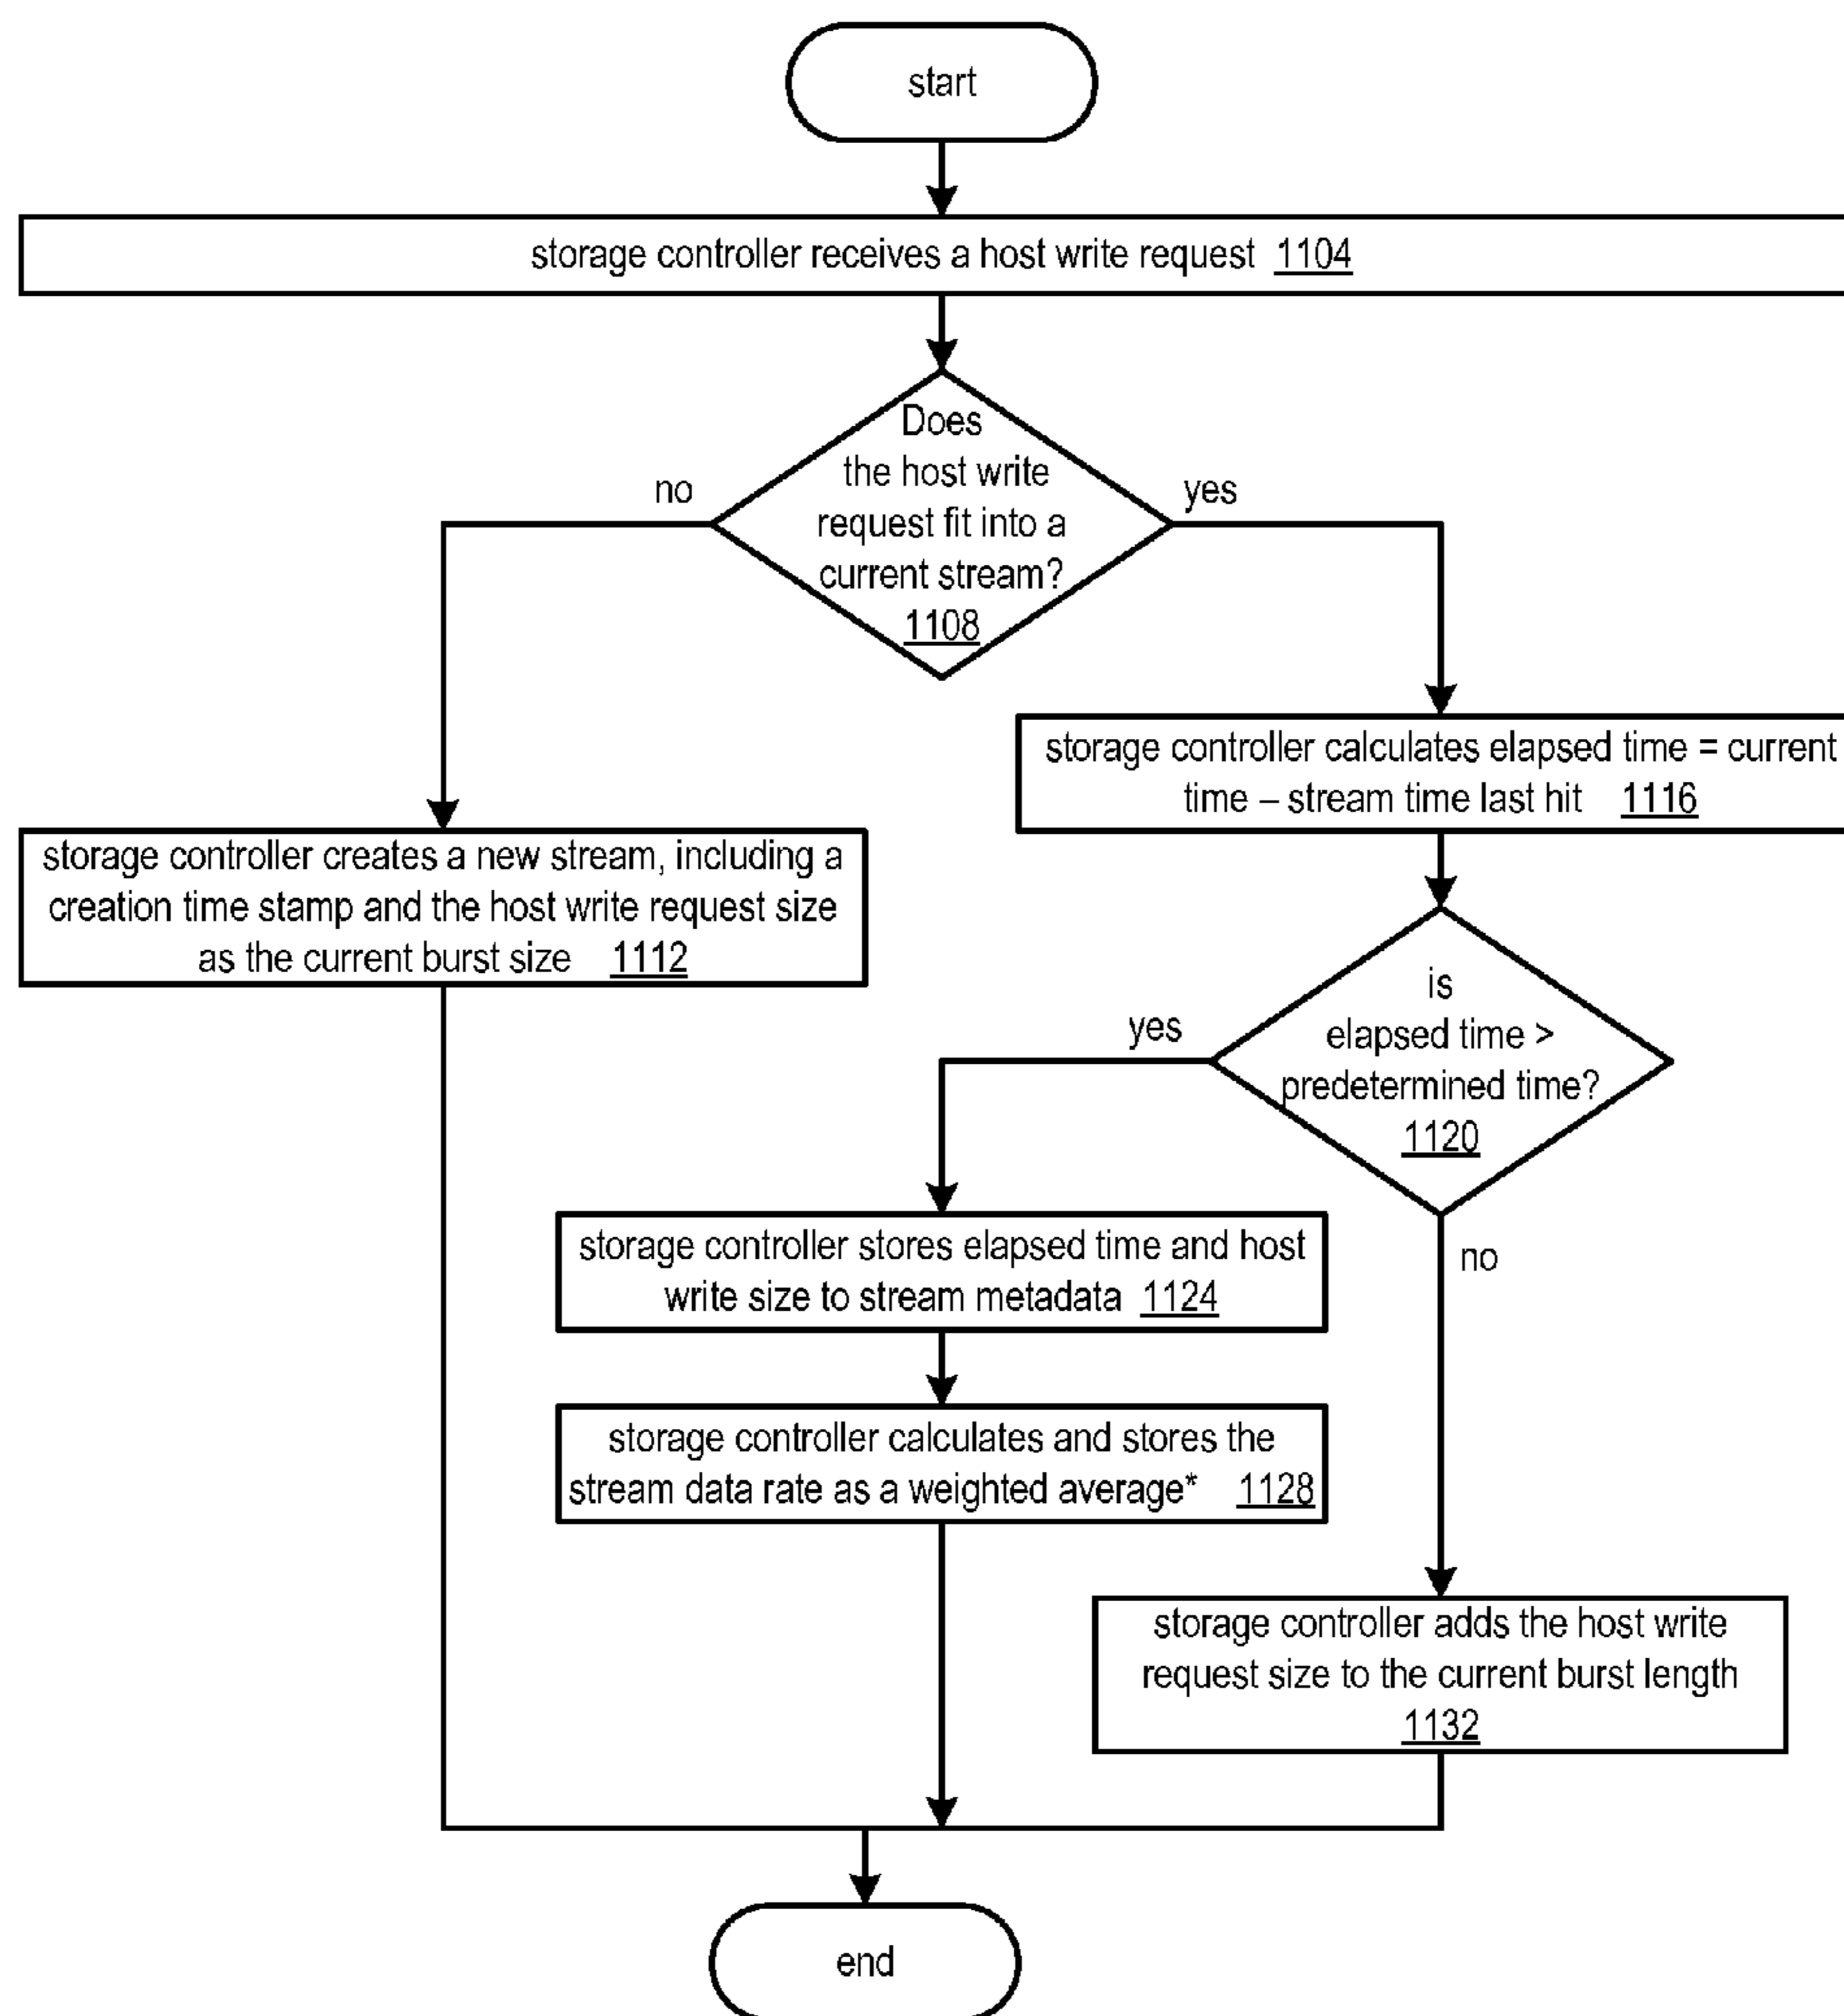 start
storage controller receives a host write request 1104
Does
the host write
request fit into a
current stream?
1108
no
yes
storage controller calculates elapsed time = current
time – stream time last hit 1116
storage controller creates a new stream, including a
creation time stamp and the host write request size
as the current burst size 1112
is
elapsed time >
predetermined time?
1120
yes
no
storage controller stores elapsed time and host
write size to stream metadata 1124
storage controller calculates and stores the
stream data rate as a weighted average* 1128
storage controller adds the host write
request size to the current burst length
1132
end